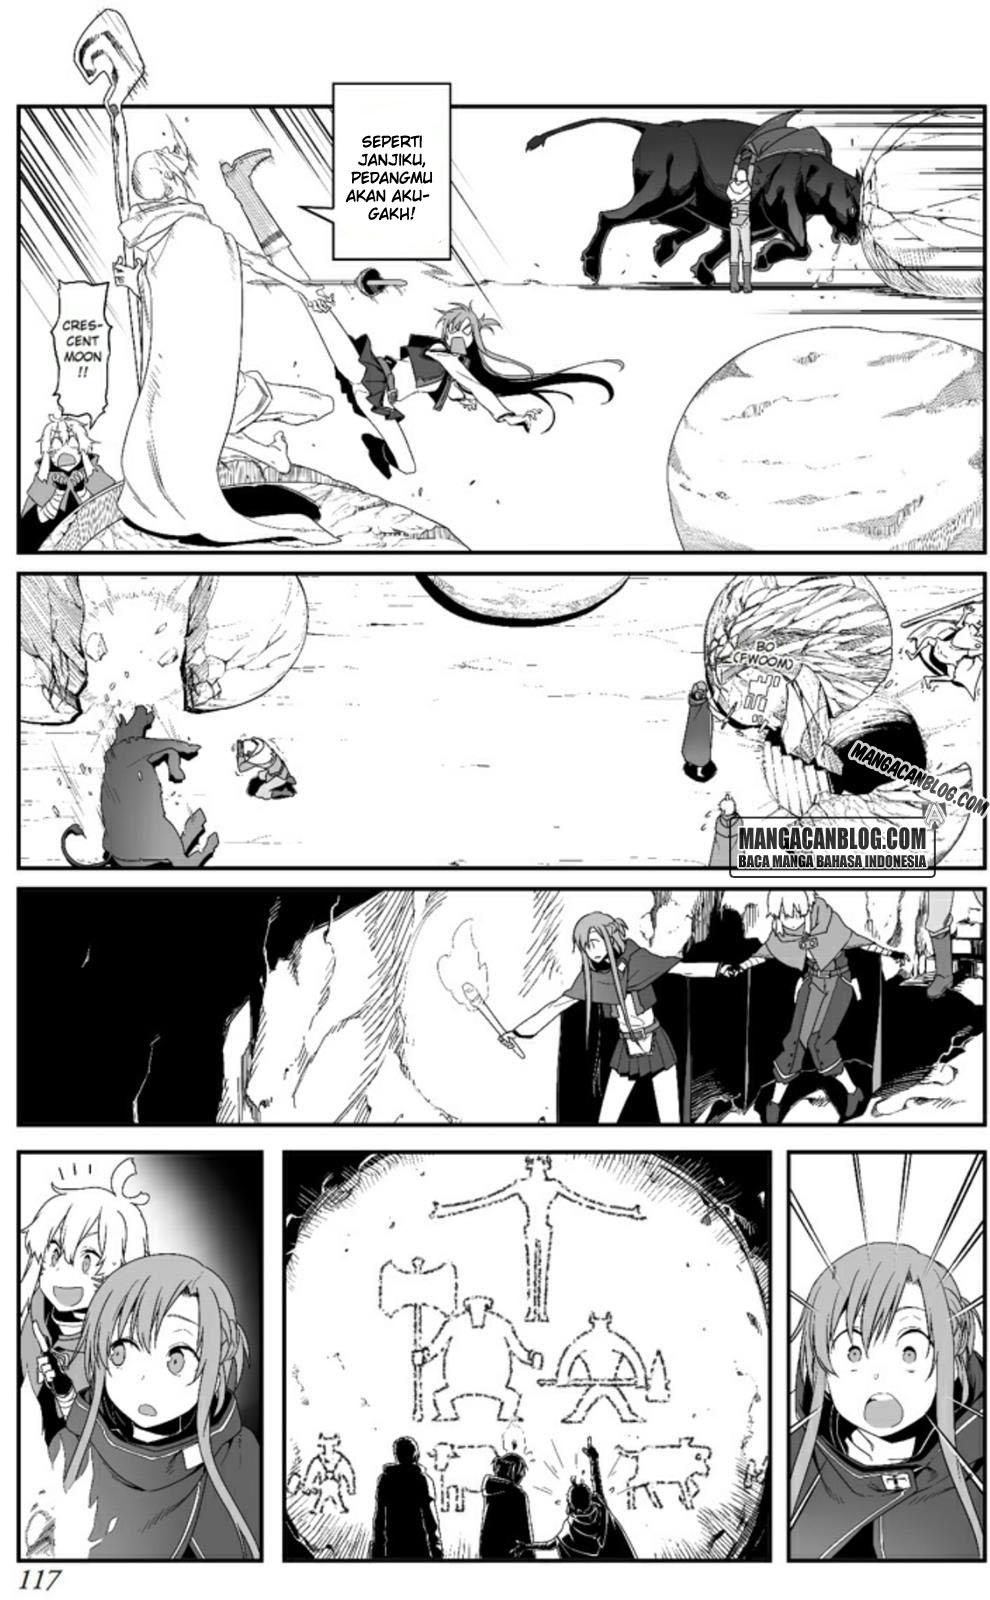 SEPERTI
JANJIKU,
PEDANGMU
AKAN AKU-
GAKH!
CRES-
CENT
MOON
!!
BO
(FWOOM)
MANGACANBLOG.COM
MANGACANBLOG.COM
BACA MANGA BAHASA INDONESIA
117